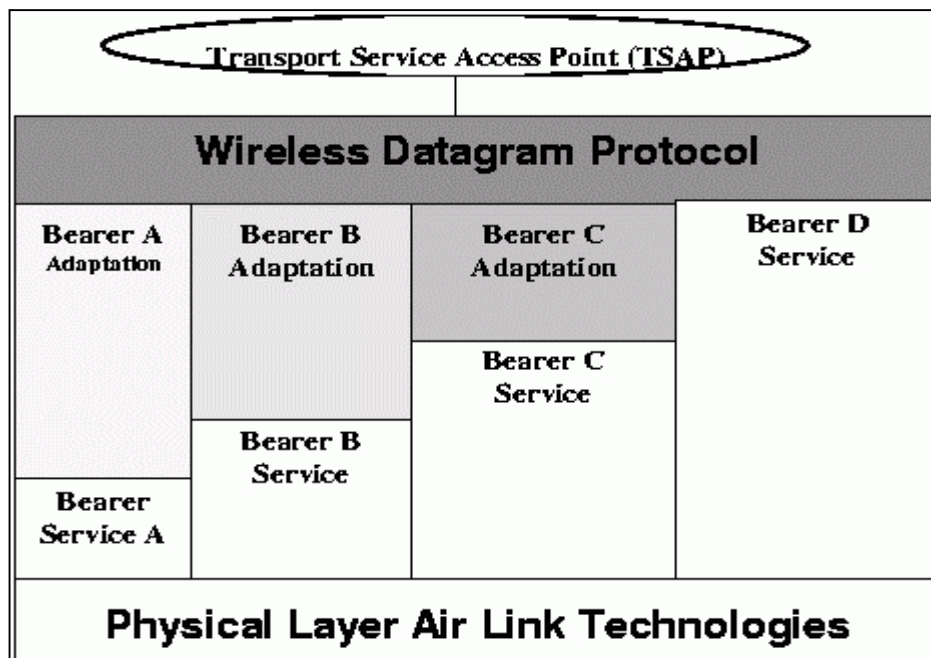 Transport Service Access Point (TSAP)
Wireless Datagram Protocol
Bearer A
Adaptation
Bearer B
Adaptation
Bearer C
Adaptation
Bearer D
Service
Bearer C
Service
Bearer B
Service
Bearer
Service A
Physical Layer Air Link Technologies